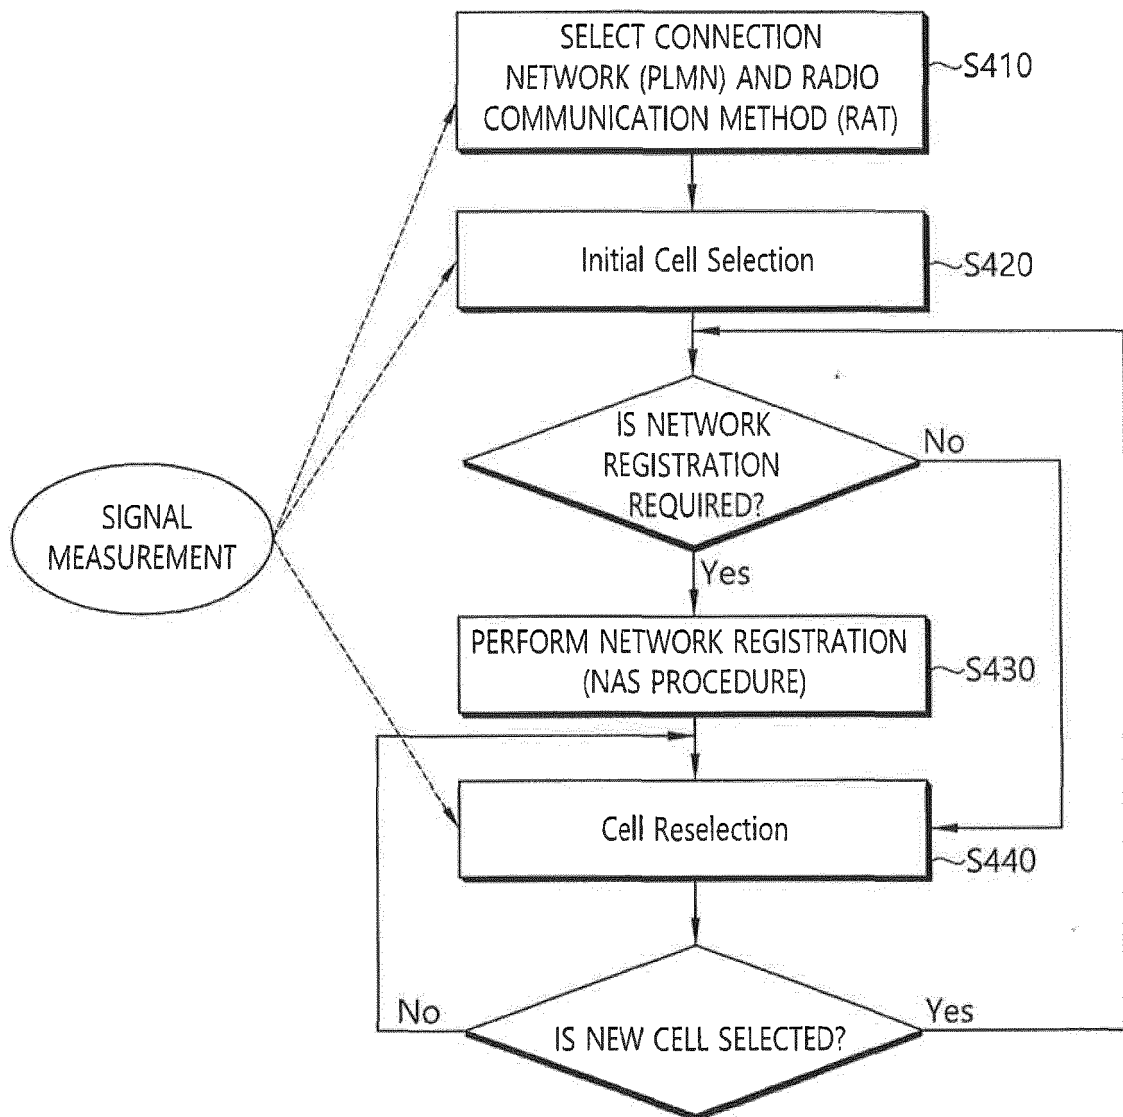 SELECT CONNECTION
NETWORK (PLMN) AND RADIO
COMMUNICATION METHOD (RAT)
S410
Initial Cell Selection
S420
IS NETWORK
REGISTRATION
REQUIRED?
No
SIGNAL
MEASUREMENT
Yes
PERFORM NETWORK REGISTRATION
(NAS PROCEDURE)
S430
Cell Reselection
S440
No
IS NEW CELL SELECTED?
Yes